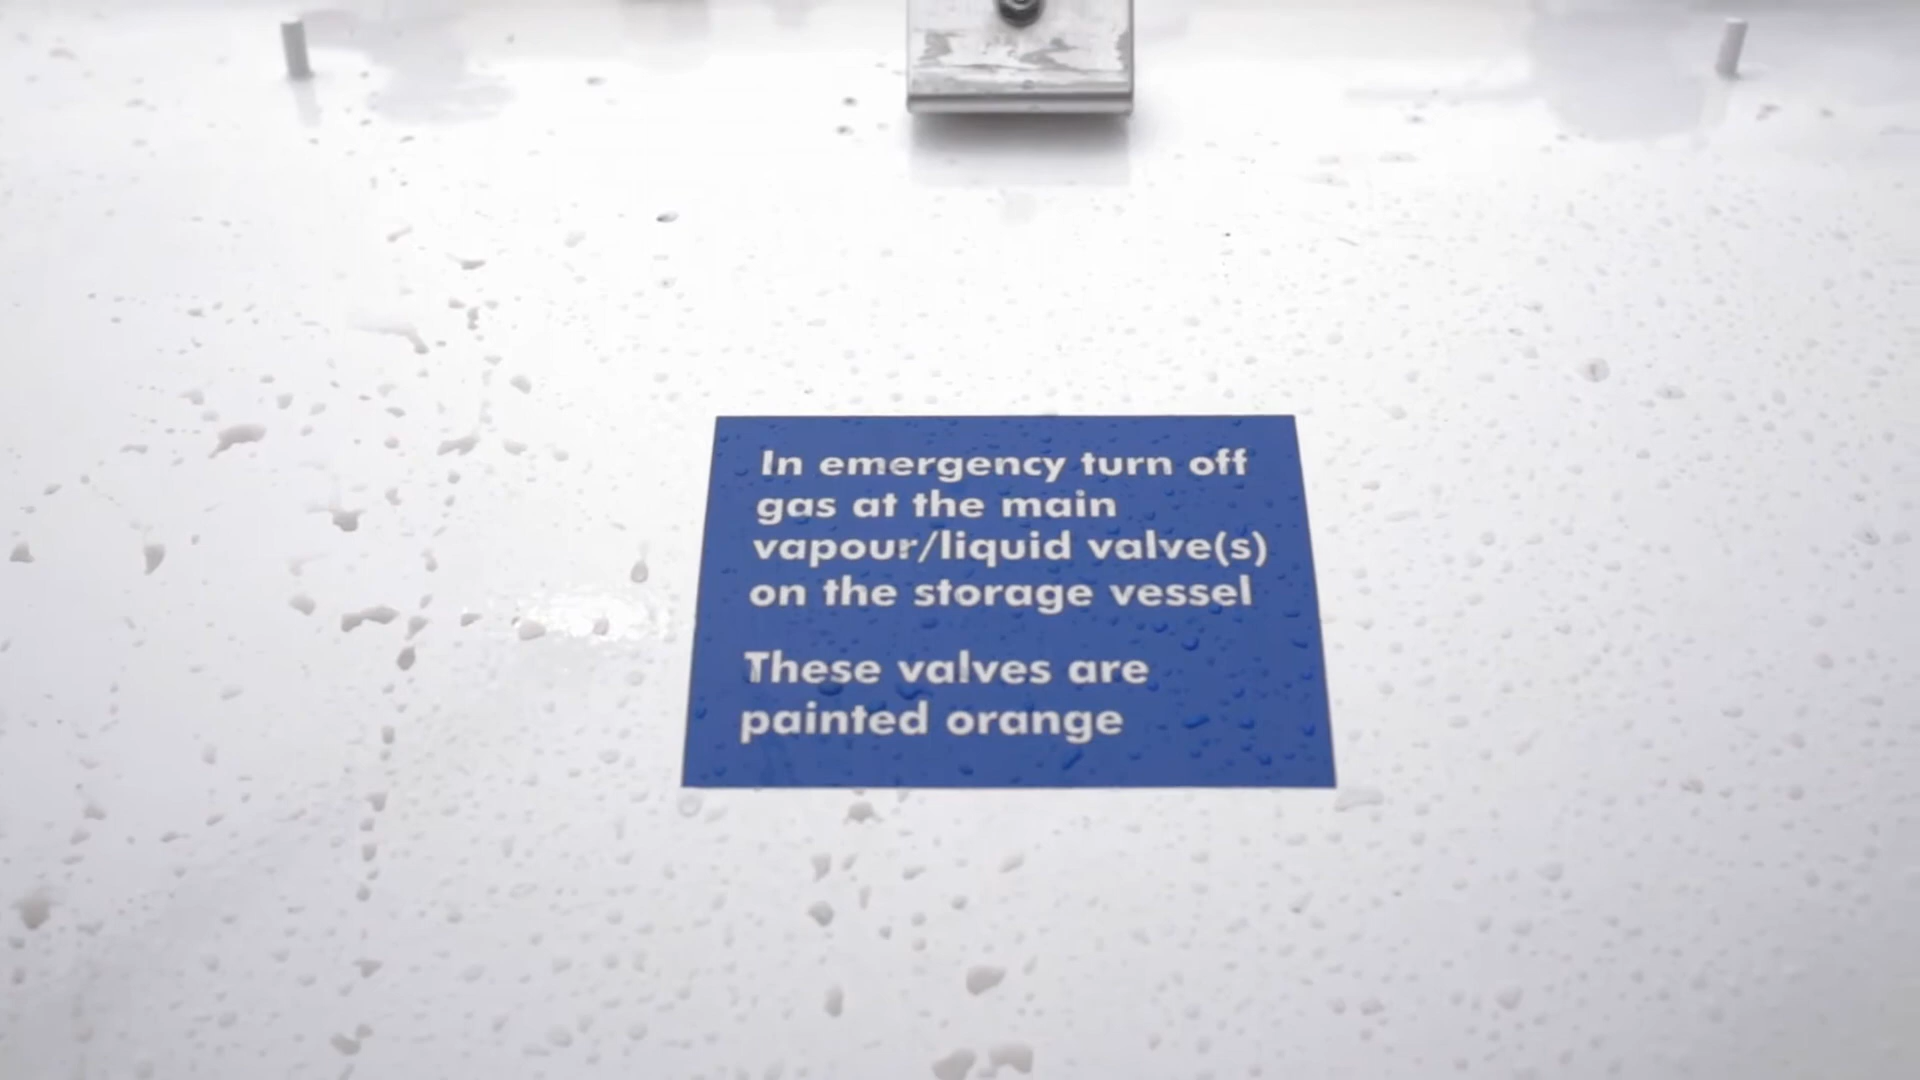 In emergency turn off
gas at the main
vapour/liquid valve(s)
on the storage vessel
These valves are
painted orange